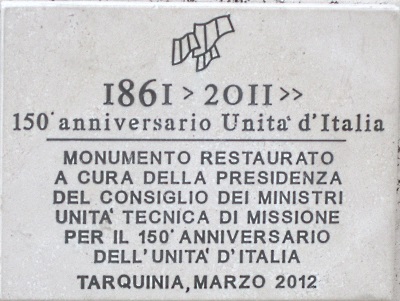 1861 > 2011 >>
150° anniversario Unita' d'Italia
MONUMENTO RESTAURATO
A CURA DELLA PRESIDENZA
DEL CONSIGLIO DEI MINISTRI
UNITA' TECNICA DI MISSIONE
PER IL 150° ANNIVERSARIO
DELL'UNITA' D'ITALIA
TARQUINIA, MARZO 2012